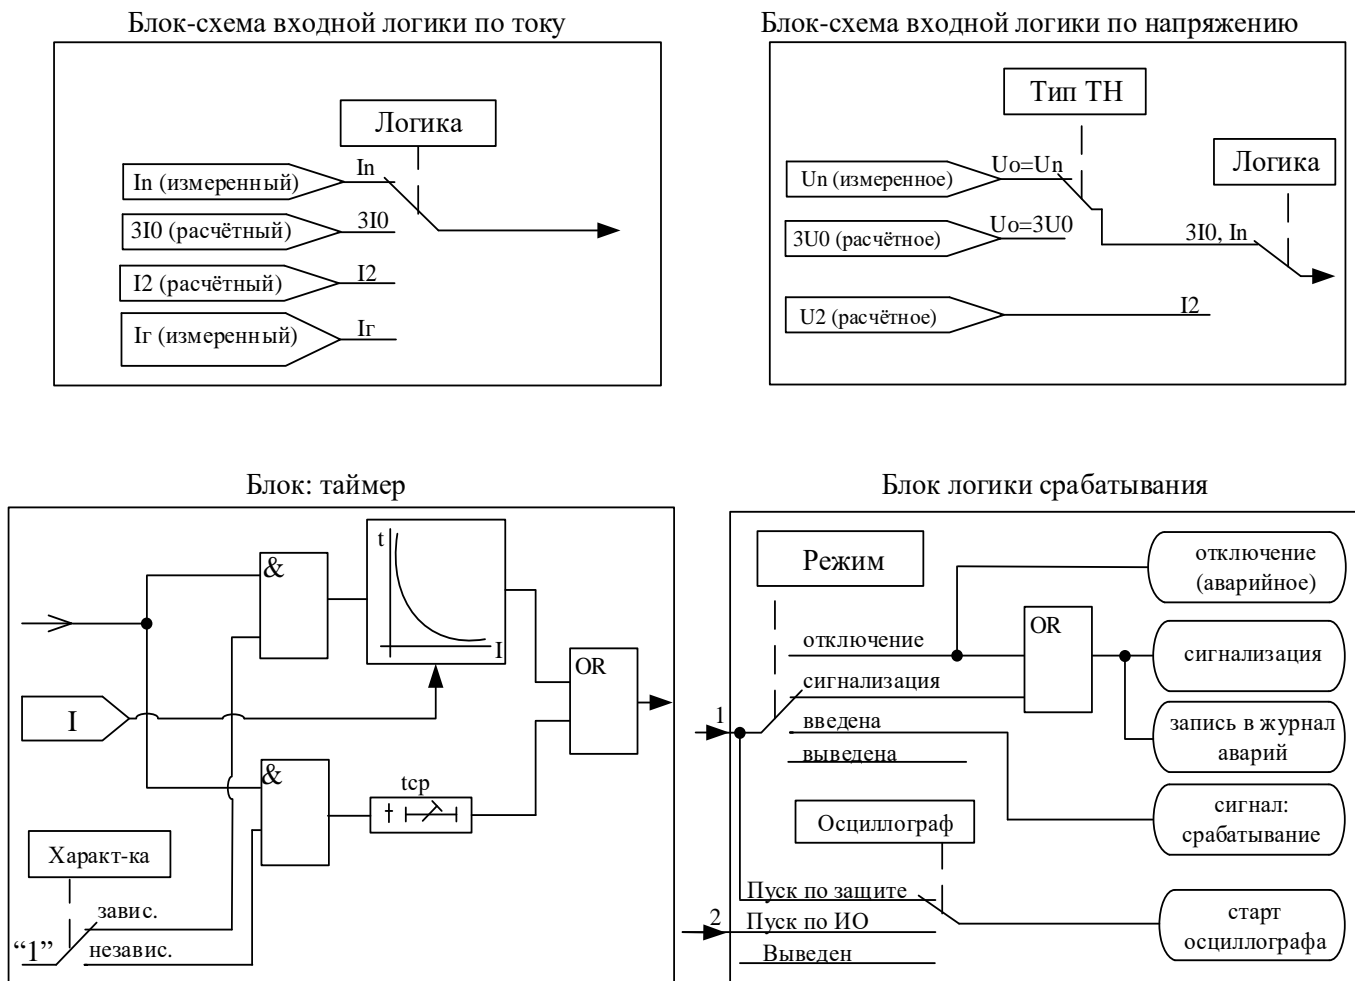 Блок-схема входной логики по току
Логика
In (измеренный)
In
3I0 (расчётный)
3I0
I2 (расчётный)
I2
Iг (измеренный)
Iг
Блок-схема входной логики по напряжению
Тип ТН
Логика
Un (измеренное)
Uo=Un
3U0 (расчётное)
Uo=3U0
3I0, In
U2 (расчётное)
I2
Блок: таймер
&
t
I
OR
I
&
tср
Характ-ка
завис.
“1”
независ.
Блок логики срабатывания
Режим
отключение
(аварийное)
OR
отключение
сигнализация
сигнализация
1
введена
выведена
запись в журнал
аварий
сигнал:
срабатывание
Осциллограф
Пуск по защите
2
Пуск по ИО
Выведен
старт
осциллографа